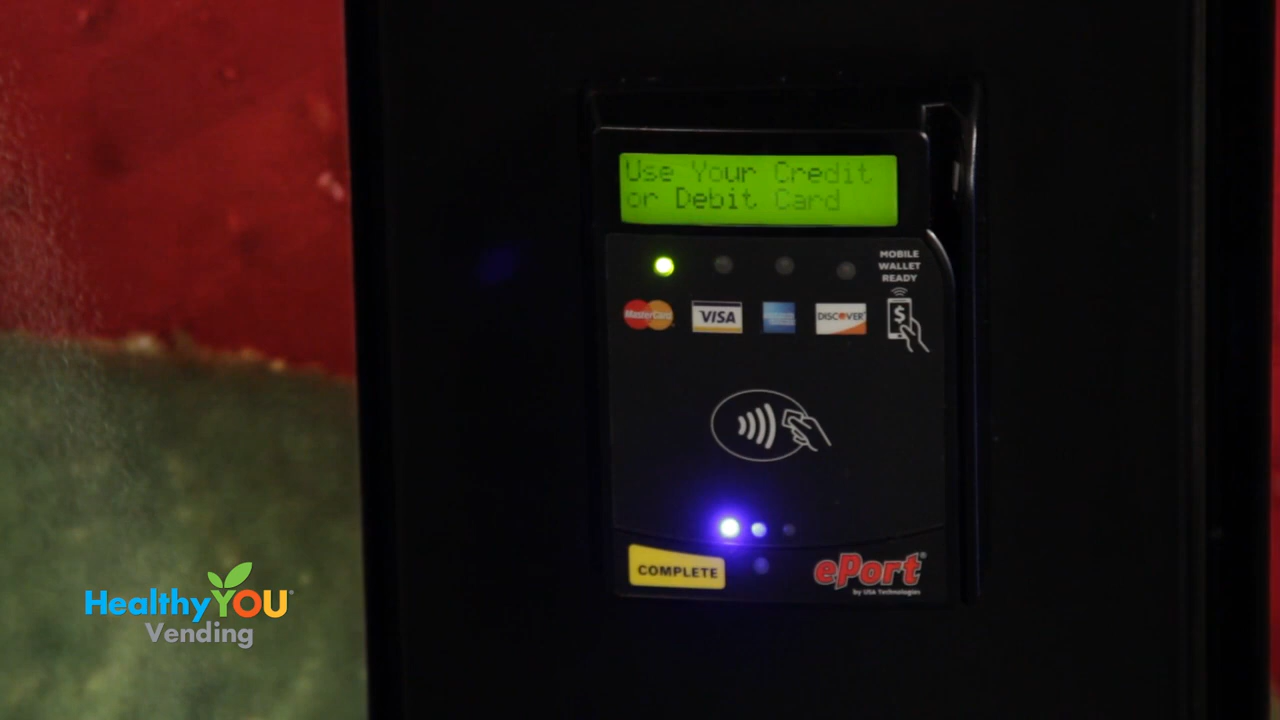 Use Your Credit
or Debit Card
MOBILE
WALLET
READY
MasterCard
VISA
DISCOVER
$
COMPLETE
ePort®
by USA Technologies
HealthyYOU®
Vending